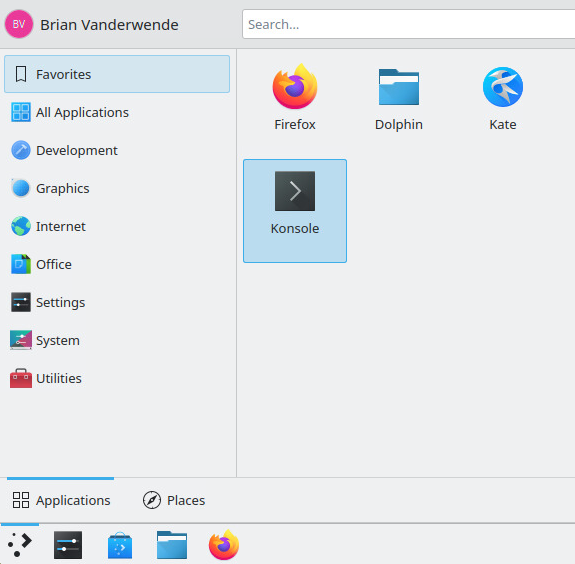 BV
Brian Vanderwende
Search...
Favorites
All Applications
Development
Graphics
Internet
Office
Settings
System
Utilities
Firefox
Dolphin
Kate
Konsole
Applications
Places